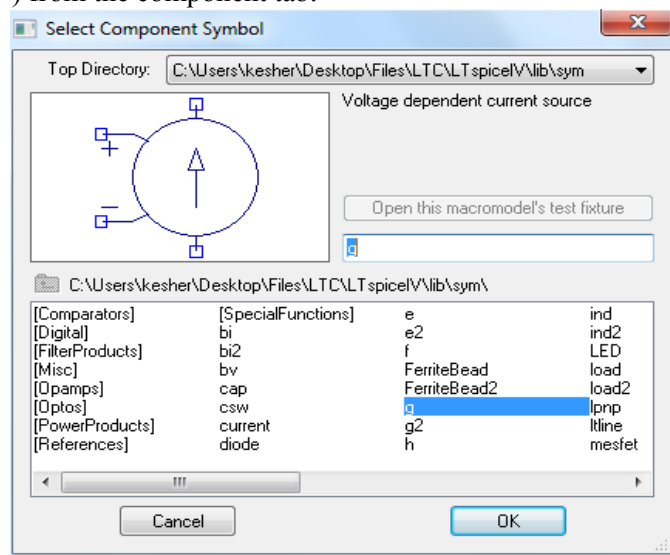 ) from the component tab.
Select Component Symbol
Top Directory: C:\Users\kesher\Desktop\Files\LTC\LTspiceIV\lib\sym
Voltage dependent current source
+
−
Open this macromodel's test fixture
g
C:\Users\kesher\Desktop\Files\LTC\LTspiceIV\lib\sym\
[Comparators] [SpecialFunctions] e ind
[Digital] bi e2 ind2
[FilterProducts] bi2 f LED
[Misc] bv FerriteBead load
[Opamps] cap FerriteBead2 load2
[Optos] csw g lpnp
[PowerProducts] current g2 ltline
[References] diode h mesfet
Cancel OK